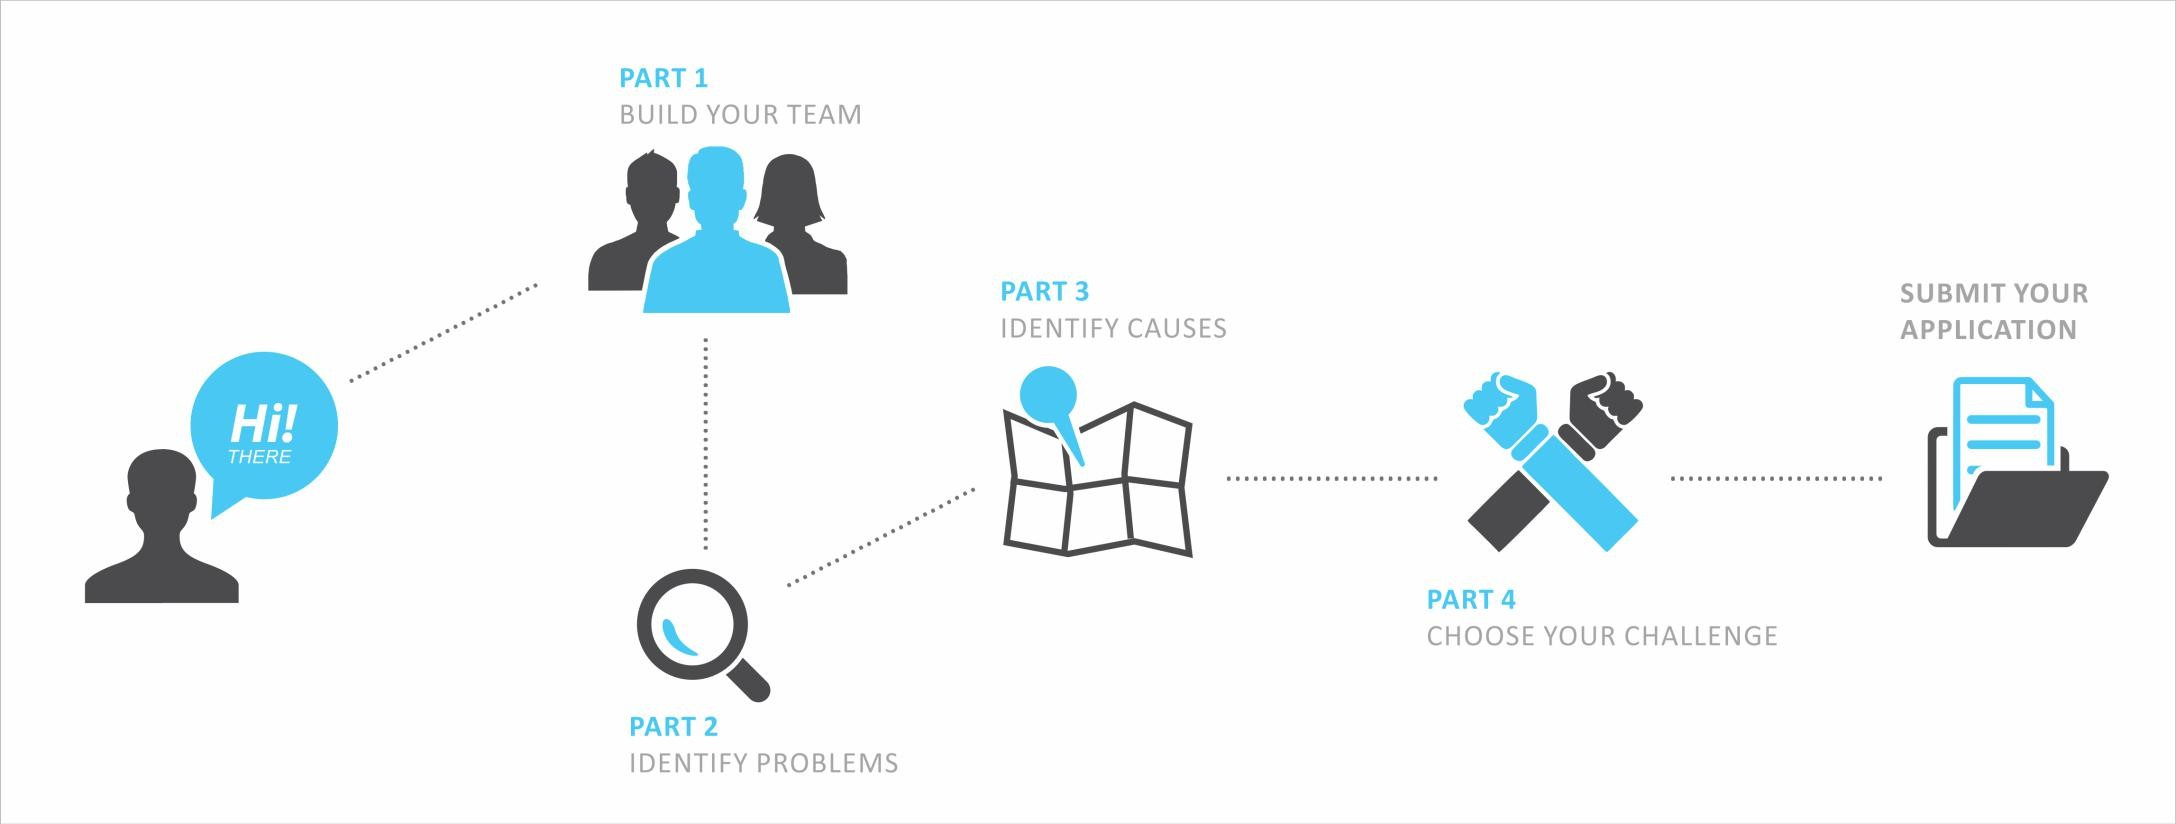 Hi!
THERE
PART 1
BUILD YOUR TEAM
PART 2
IDENTIFY PROBLEMS
PART 3
IDENTIFY CAUSES
PART 4
CHOOSE YOUR CHALLENGE
SUBMIT YOUR
APPLICATION